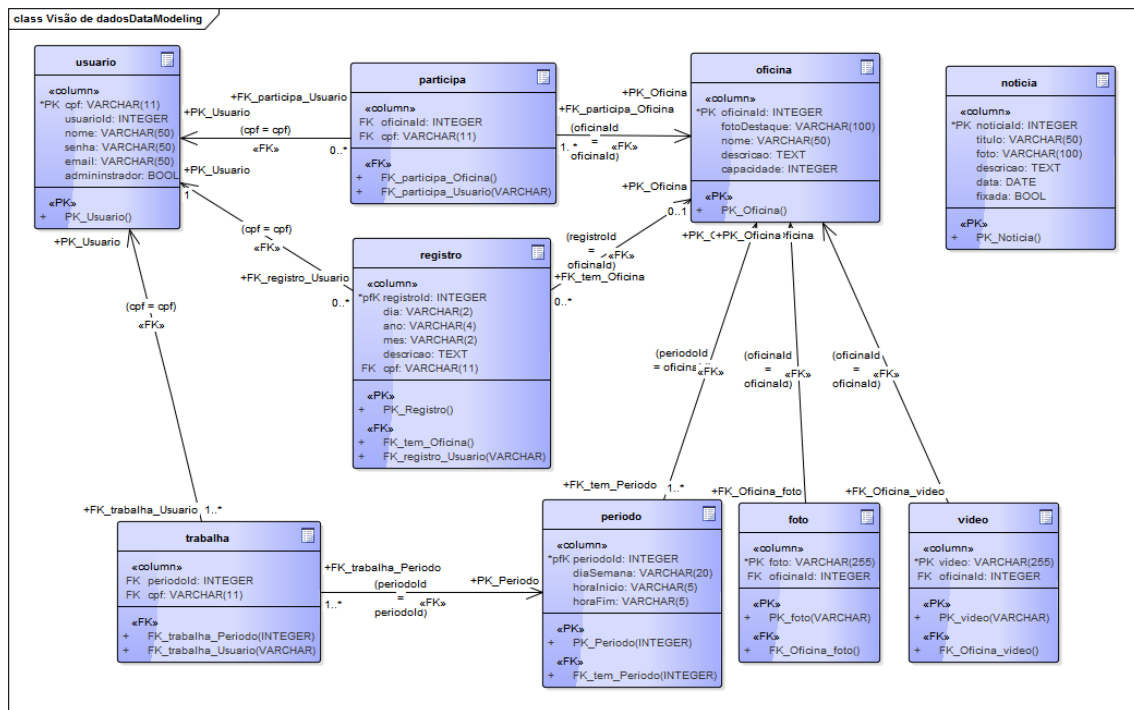 class Visão de dadosDataModeling
usuario
«column»
*PK cpf: VARCHAR(11)
usuarioId: INTEGER
nome: VARCHAR(50)
senha: VARCHAR(50)
email: VARCHAR(50)
admininstrador: BOOL
«PK»
+ PK_Usuario()
participa
«column»
FK oficinaId: INTEGER
FK cpf: VARCHAR(11)
«FK»
+ FK_participa_Oficina()
+ FK_participa_Usuario(VARCHAR)
oficina
«column»
*PK oficinaId: INTEGER
fotoDestaque: VARCHAR(100)
nome: VARCHAR(50)
descricao: TEXT
capacidade: INTEGER
«PK»
+ PK_Oficina()
noticia
«column»
*PK noticiaId: INTEGER
titulo: VARCHAR(50)
foto: VARCHAR(100)
descricao: TEXT
data: DATE
fixada: BOOL
«PK»
+ PK_Noticia()
+FK_participa_Usuario
+PK_Usuario
(cpf = cpf)
«FK»
0..*
+PK_Oficina
+FK_participa_Oficina
(oficinaId
=
oficinaId)
1..*
«FK»
+PK_Usuario
1
(cpf = cpf)
«FK»
+FK_registro_Usuario
0..*
+PK_Oficina
0..1
(registroId
=
oficinaId)
«FK»
+FK_tem_Oficina
0..*
registro
«column»
*pfK registroId: INTEGER
dia: VARCHAR(2)
ano: VARCHAR(4)
mes: VARCHAR(2)
descricao: TEXT
FK cpf: VARCHAR(11)
«PK»
+ PK_Registro()
«FK»
+ FK_tem_Oficina()
+ FK_registro_Usuario(VARCHAR)
+PK_Usuario
(cpf = cpf)
«FK»
+FK_trabalha_Usuario
1..*
+PK_Oficina
(periodoId
«FK»
+FK_tem_Periodo
1..*
(oficinaId
=
oficinaId)
«FK»
+FK_Oficina_foto
(oficinaId
=
oficinaId)
«FK»
+FK_Oficina_video
trabalha
«column»
FK periodoId: INTEGER
FK cpf: VARCHAR(11)
«FK»
+ FK_trabalha_Periodo(INTEGER)
+ FK_trabalha_Usuario(VARCHAR)
+FK_trabalha_Periodo
(periodoId
=
periodoId)
1..*
«FK»
+PK_Periodo
periodo
«column»
*pfK periodoId: INTEGER
diaSemana: VARCHAR(20)
horaInicio: VARCHAR(5)
horaFim: VARCHAR(5)
«PK»
+ PK_Periodo(INTEGER)
«FK»
+ FK_tem_Periodo(INTEGER)
foto
«column»
*PK foto: VARCHAR(255)
FK oficinaId: INTEGER
«PK»
+ PK_foto(VARCHAR)
«FK»
+ FK_Oficina_foto()
video
«column»
*PK video: VARCHAR(255)
FK oficinaId: INTEGER
«PK»
+ PK_video(VARCHAR)
«FK»
+ FK_Oficina_video()